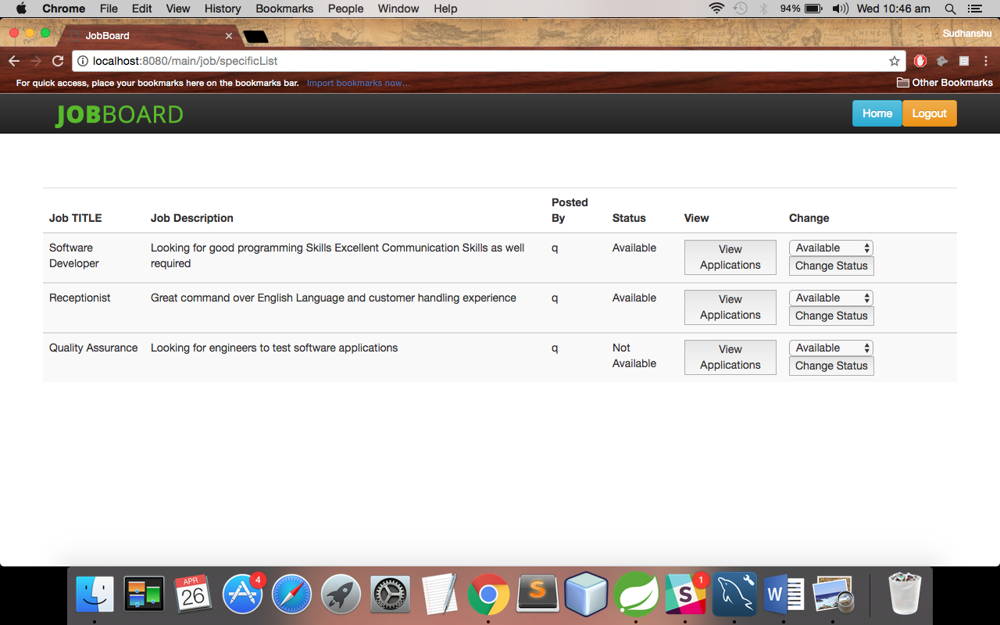 Chrome File Edit View History Bookmarks People Window Help 94% Wed 10:46 am
JobBoard Sudhanshu
localhost:8080/main/job/specificList
For quick access, place your bookmarks here on the bookmarks bar. Import bookmarks now... Other Bookmarks
JOBBOARD Home Logout
Job TITLE Job Description Posted By Status View Change
Software Developer Looking for good programming Skills Excellent Communication Skills as well required q Available View Applications Available Change Status
Receptionist Great command over English Language and customer handling experience q Available View Applications Available Change Status
Quality Assurance Looking for engineers to test software applications q Not Available View Applications Available Change Status
APR 26 4 S S 1 W